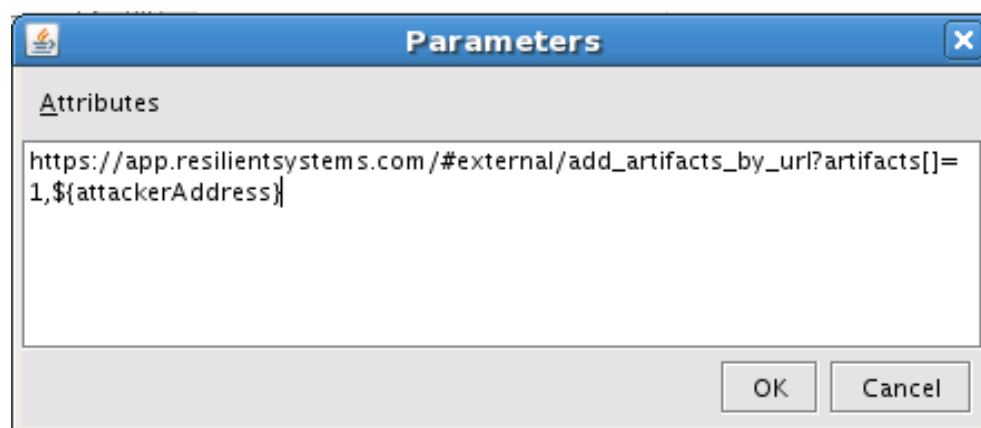 Parameters
Attributes
https://app.resilientsystems.com/#external/add_artifacts_by_url?artifacts[]=
1,${attackerAddress}
OK Cancel